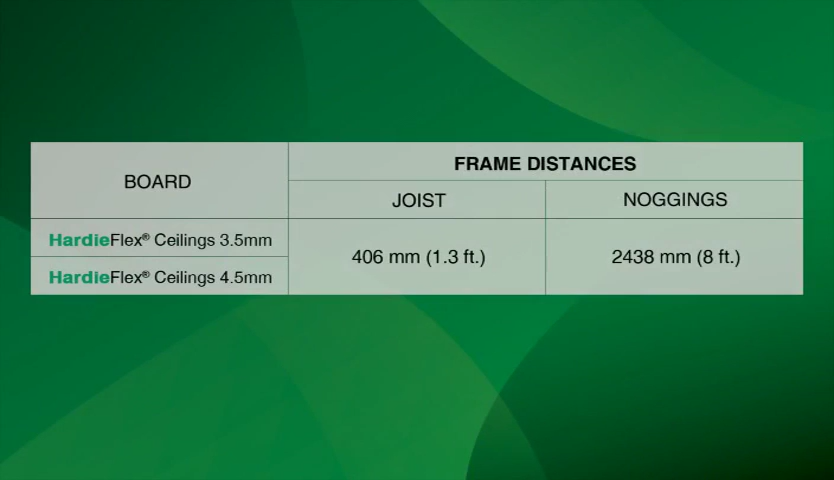 BOARD
FRAME DISTANCES
JOIST
NOGGINGS
HardieFlex® Ceilings 3.5mm
HardieFlex® Ceilings 4.5mm
406 mm (1.3 ft.)
2438 mm (8 ft.)